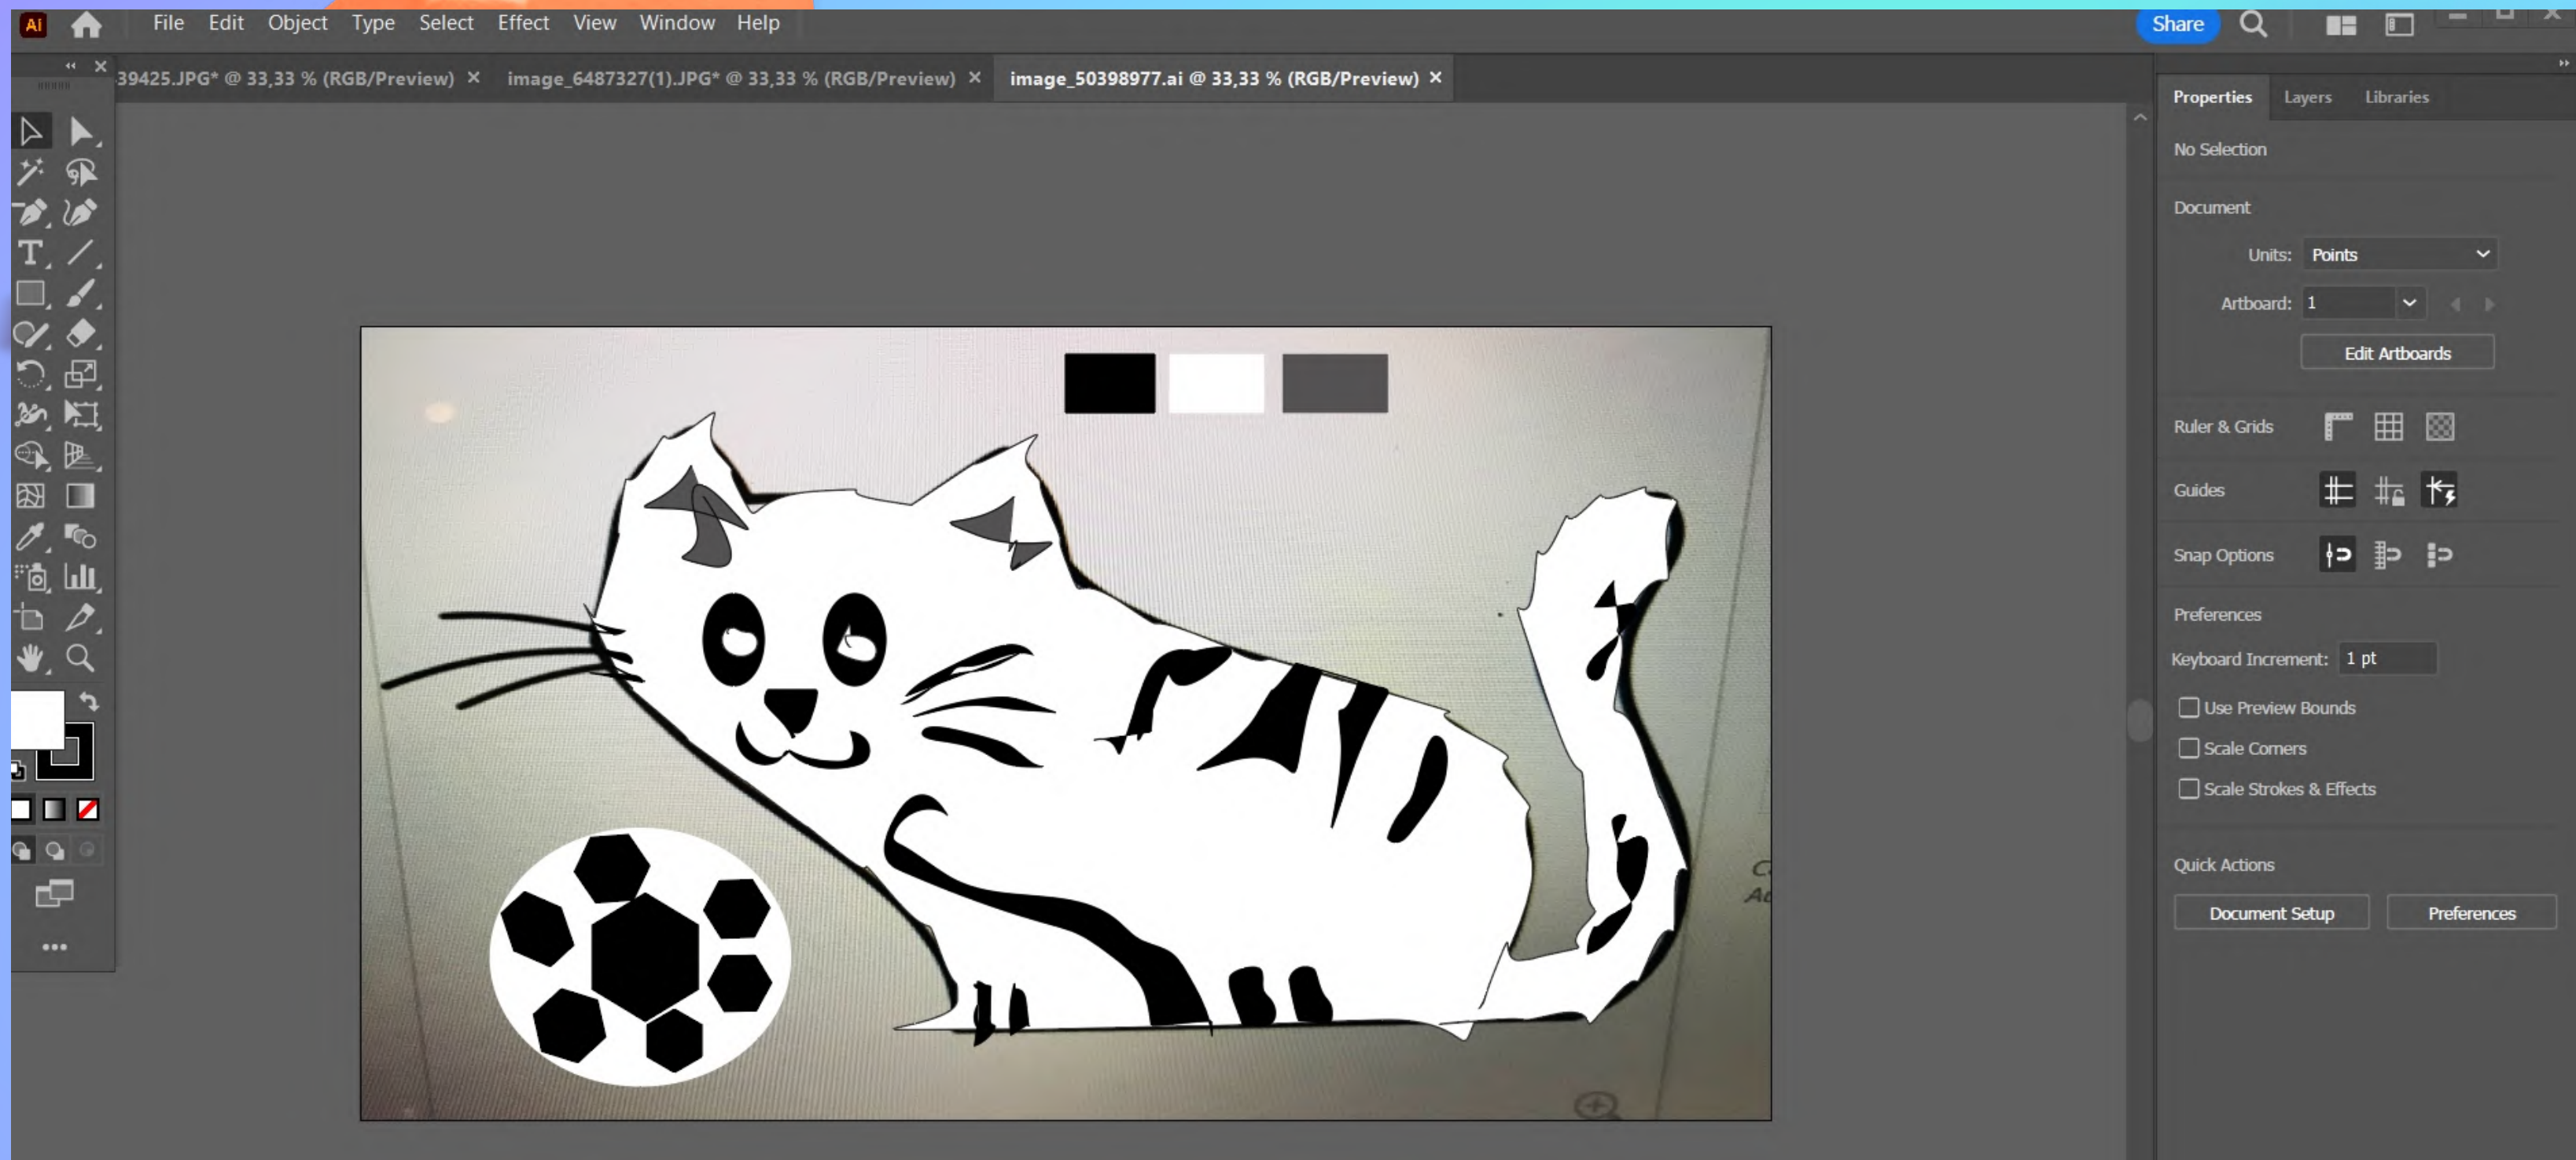 Ai File Edit Object Type Select Effect View Window Help Share
39425.JPG* @ 33,33 % (RGB/Preview) × image_6487327(1).JPG* @ 33,33 % (RGB/Preview) × image_50398977.ai @ 33,33 % (RGB/Preview) ×
Properties Layers Libraries
No Selection
Document
Units: Points
Artboard: 1
Edit Artboards
Ruler & Grids
Guides
Snap Options
Preferences
Keyboard Increment: 1 pt
Use Preview Bounds
Scale Corners
Scale Strokes & Effects
Quick Actions
Document Setup Preferences